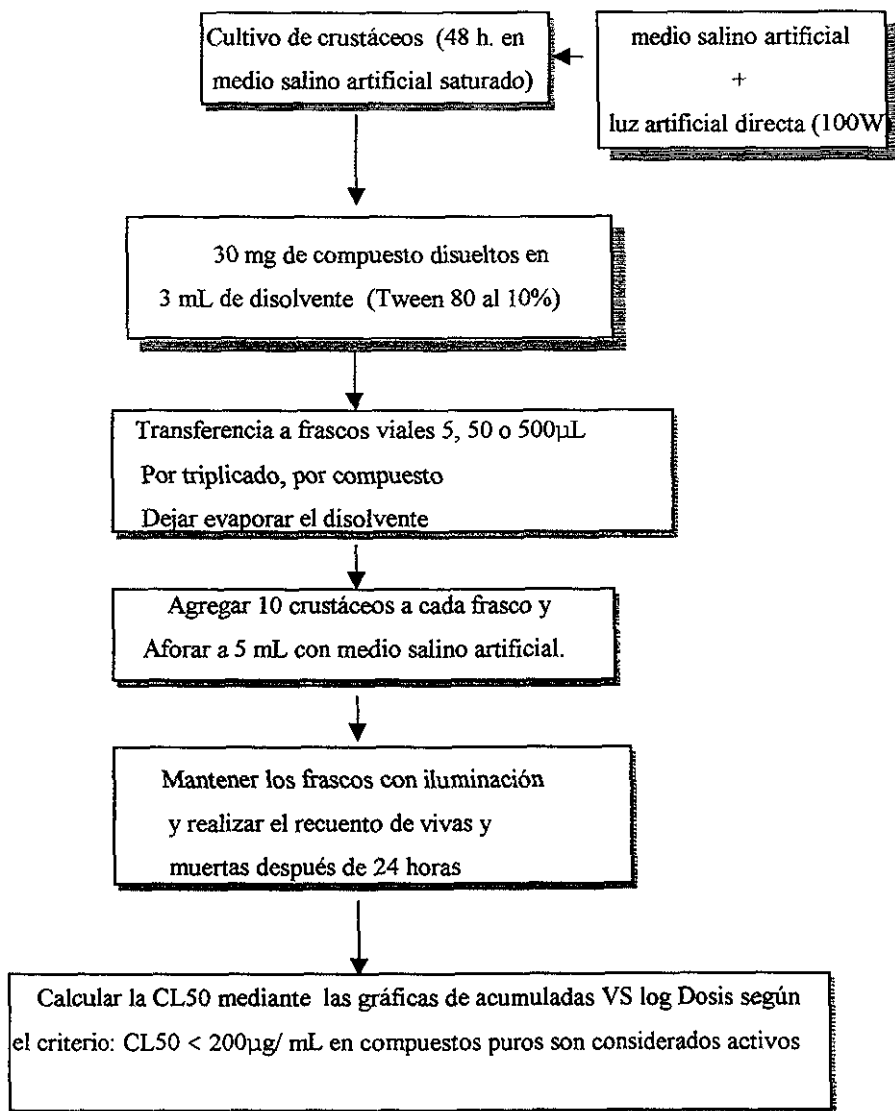 Cultivo de crustáceos (48 h. en
medio salino artificial saturado)
medio salino artificial
+
luz artificial directa (100W)
30 mg de compuesto disueltos en
3 mL de disolvente (Tween 80 al 10%)
Transferencia a frascos viales 5, 50 o 500µL
Por triplicado, por compuesto
Dejar evaporar el disolvente
Agregar 10 crustáceos a cada frasco y
Aforar a 5 mL con medio salino artificial.
Mantener los frascos con iluminación
y realizar el recuento de vivas y
muertas después de 24 horas
Calcular la CL50 mediante las gráficas de acumuladas VS log Dosis según
el criterio: CL50 < 200µg/ mL en compuestos puros son considerados activos